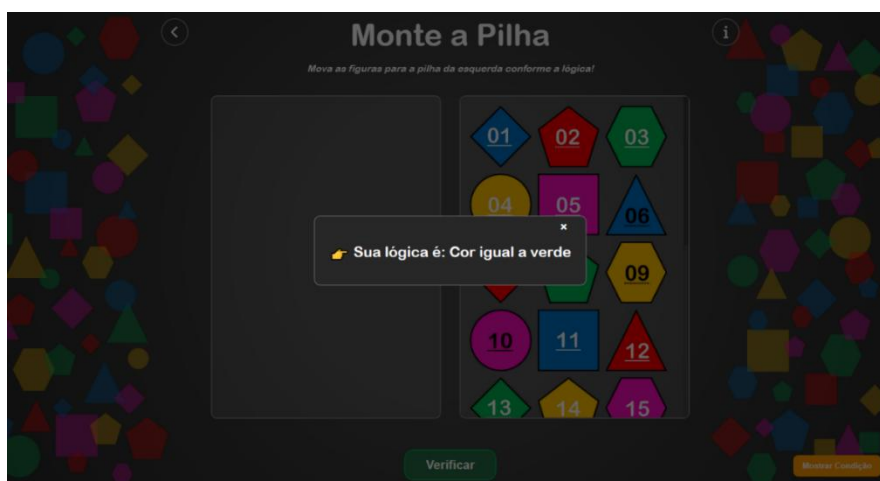 Monte a Pilha
i
Mova as figuras para a pilha da esquerda conforme a lógica!
01 02 03
04 05 06
👉 Sua lógica é: Cor igual a verde ×
09
10 11 12
13 14 15
Verificar
Mostrar Condição